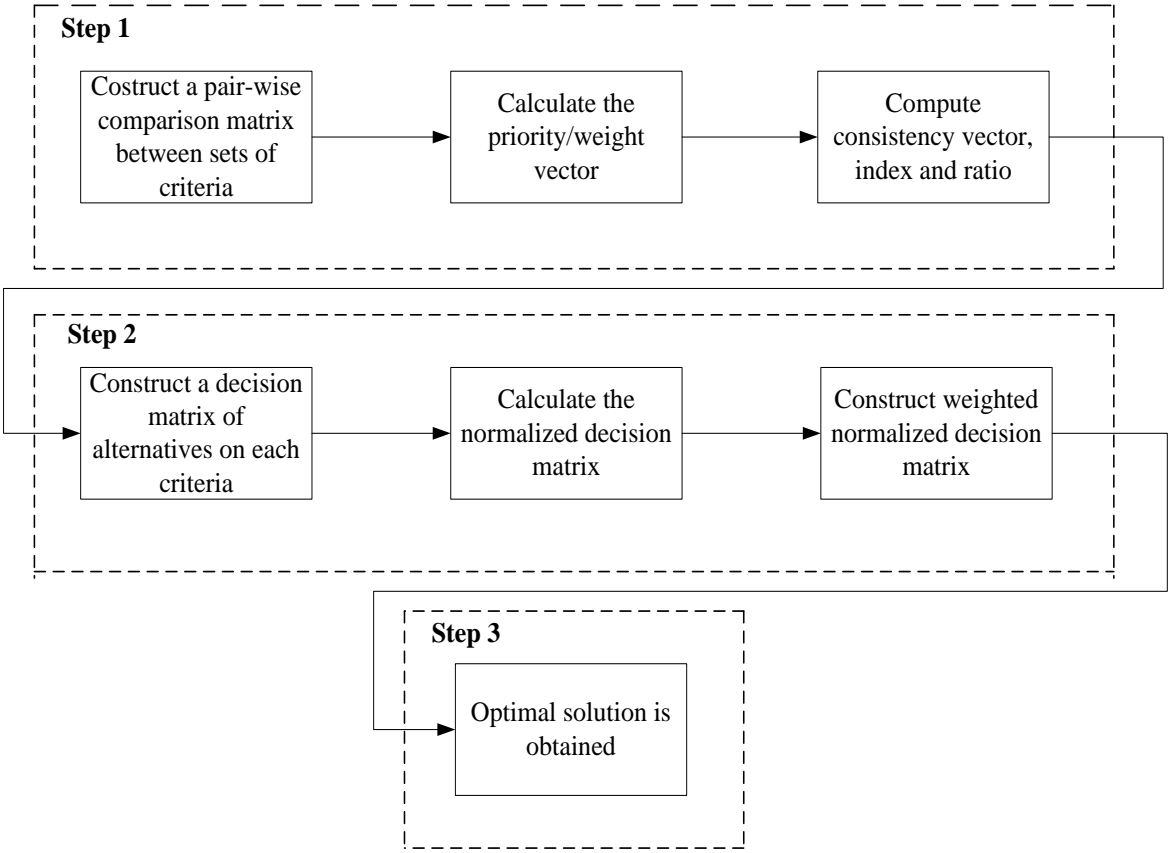 Step 1
Costruct a pair-wise
comparison matrix
between sets of
criteria
Calculate the
priority/weight
vector
Compute
consistency vector,
index and ratio
Step 2
Construct a decision
matrix of
alternatives on each
criteria
Calculate the
normalized decision
matrix
Construct weighted
normalized decision
matrix
Step 3
Optimal solution is
obtained